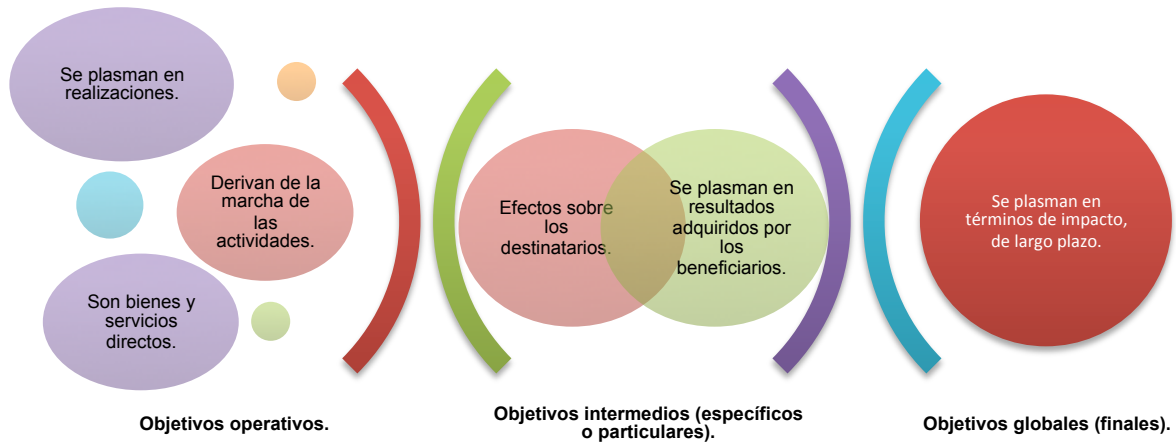 Se plasman en
realizaciones.
Derivan de la
marcha de
las
actividades.
Son bienes y
servicios
directos.
Objetivos operativos.
Efectos sobre
los
destinatarios.
Se plasman en
resultados
adquiridos por
los
beneficiarios.
Objetivos intermedios (específicos
o particulares).
Se plasman en
términos de impacto,
de largo plazo.
Objetivos globales (finales).